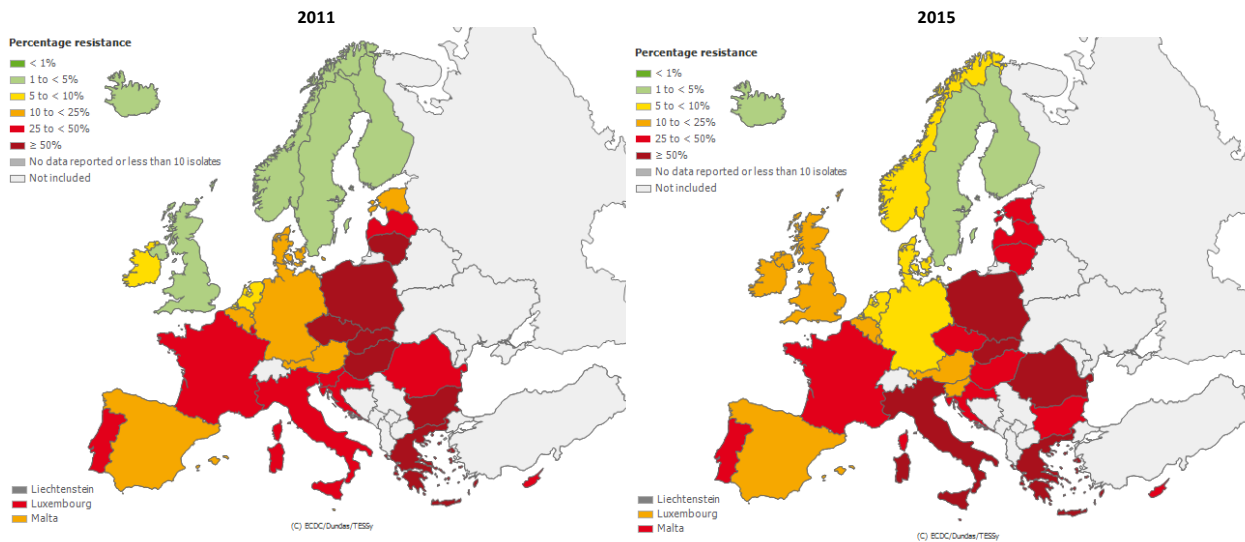 2011
Percentage resistance
< 1%
1 to < 5%
5 to < 10%
10 to < 25%
25 to < 50%
≥ 50%
No data reported or less than 10 isolates
Not included
Liechtenstein
Luxembourg
Malta
(C) ECDC/Dundas/TESSy
2015
Percentage resistance
< 1%
1 to < 5%
5 to < 10%
10 to < 25%
25 to < 50%
≥ 50%
No data reported or less than 10 isolates
Not included
Liechtenstein
Luxembourg
Malta
(C) ECDC/Dundas/TESSy